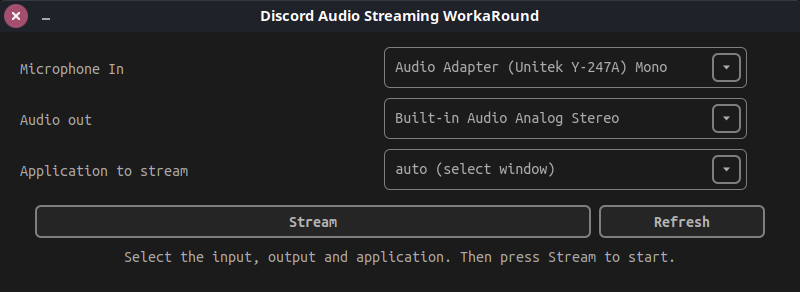 Discord Audio Streaming WorkaRound
Microphone In
Audio Adapter (Unitek Y-247A) Mono
Audio out
Built-in Audio Analog Stereo
Application to stream
auto (select window)
Stream
Refresh
Select the input, output and application. Then press Stream to start.